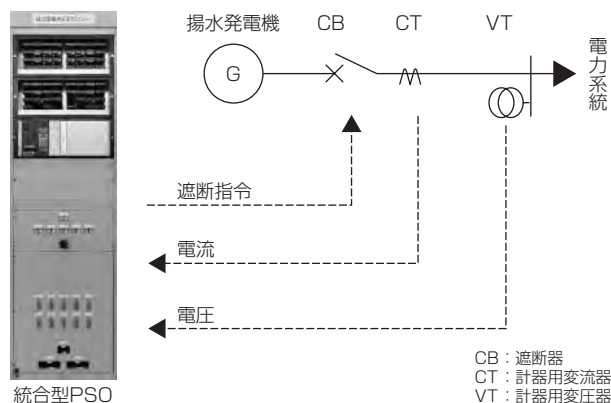 揚水発電機 CB CT VT
G
電力系統
遮断指令
電流
電圧
CB：遮断器
CT：計器用変流器
VT：計器用変圧器
統合型PSO